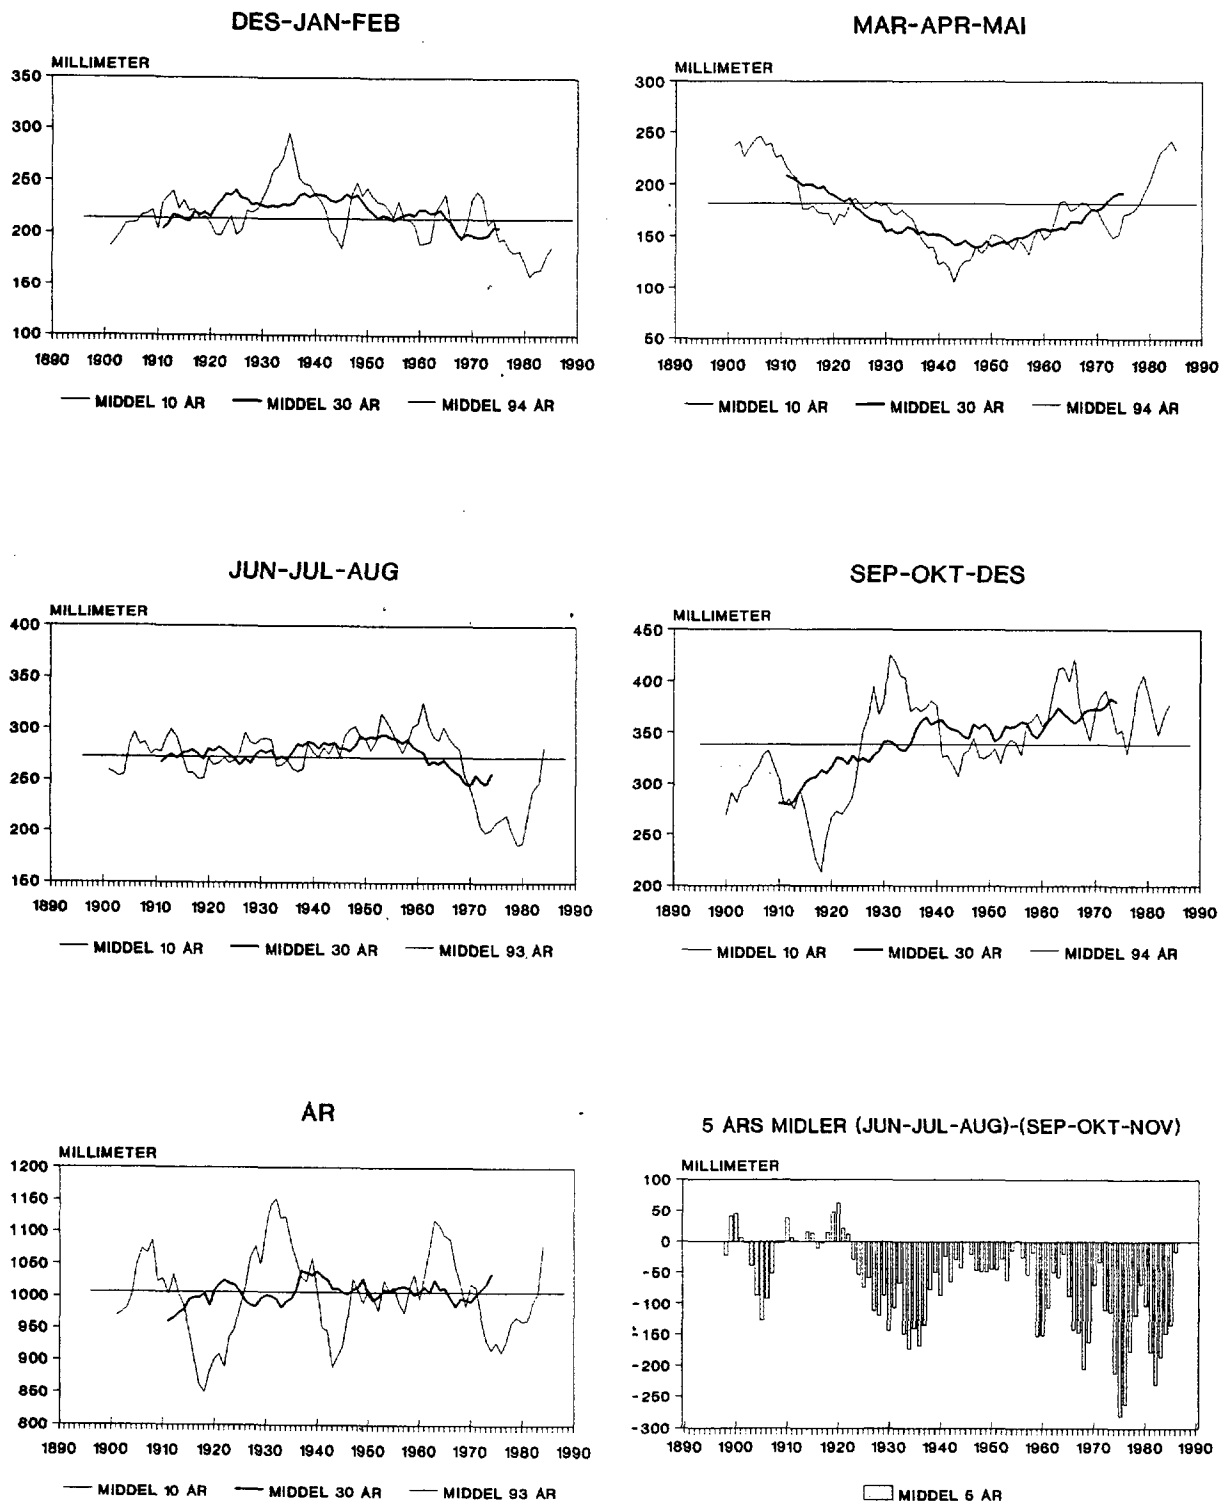 DES-JAN-FEB
MILLIMETER
350
300
250
200
150
100
1890 1900 1910 1920 1930 1940 1950 1960 1970 1980 1990
MIDDEL 10 ÅR MIDDEL 30 ÅR MIDDEL 94 ÅR
MAR-APR-MAI
MILLIMETER
300
250
200
150
100
50
1890 1900 1910 1920 1930 1940 1950 1960 1970 1980 1990
MIDDEL 10 ÅR MIDDEL 30 ÅR MIDDEL 94 ÅR
JUN-JUL-AUG
MILLIMETER
400
350
300
250
200
150
1890 1900 1910 1920 1930 1940 1950 1960 1970 1980 1990
MIDDEL 10 ÅR MIDDEL 30 ÅR MIDDEL 93 ÅR
SEP-OKT-DES
MILLIMETER
450
400
350
300
250
200
1890 1900 1910 1920 1930 1940 1950 1960 1970 1980 1990
MIDDEL 10 ÅR MIDDEL 30 ÅR MIDDEL 94 ÅR
ÅR
MILLIMETER
1200
1150
1100
1050
1000
950
900
850
800
1890 1900 1910 1920 1930 1940 1950 1960 1970 1980 1990
MIDDEL 10 ÅR MIDDEL 30 ÅR MIDDEL 93 ÅR
5 ÅRS MIDLER (JUN-JUL-AUG)-(SEP-OKT-NOV)
MILLIMETER
100
50
0
-50
-100
-150
-200
-250
-300
1890 1900 1910 1920 1930 1940 1950 1960 1970 1980 1990
MIDDEL 5 ÅR